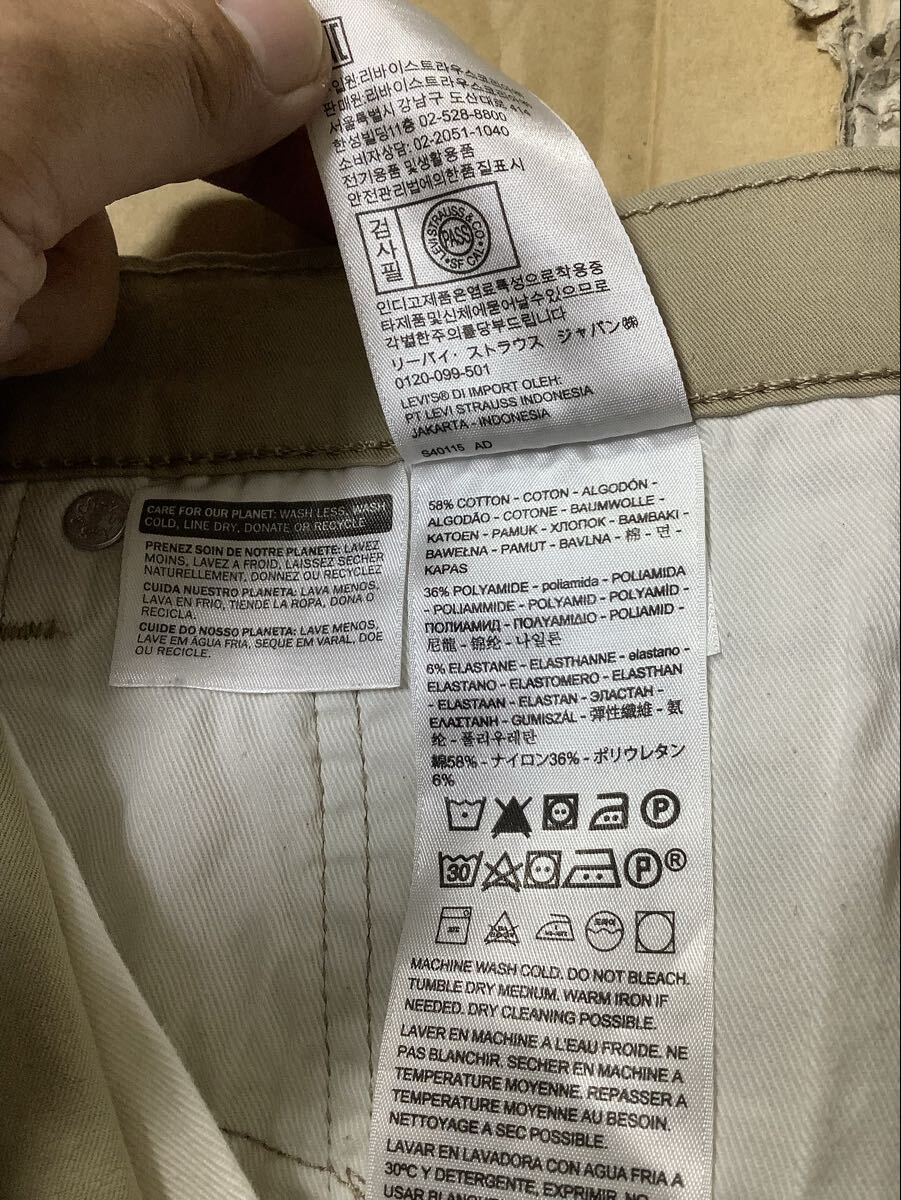 판매원:리바이스트라우스코리아㈜
서울특별시 강남구 도산대로 414
한성빌딩11층 02-528-8800
소비자상담: 02-2051-1040
전기용품 및생활용품
안전관리법에의한품질표시
검사필
LEVI STRAUSS & CO.
PASS
SF CAL
인디고제품은염료특성으로착용중
타제품및신체에묻어날수있으므로
각별한주의를당부드립니다
リーバイ・ストラウス ジャパン㈱
0120-099-501
LEVI'S® DI IMPORT OLEH:
PT LEVI STRAUSS INDONESIA
JAKARTA - INDONESIA
S40115 AD
CARE FOR OUR PLANET: WASH LESS, WASH
COLD, LINE DRY, DONATE OR RECYCLE
PRENEZ SOIN DE NOTRE PLANETE: LAVEZ
MOINS, LAVEZ A FROID, LAISSEZ SECHER
NATURELLEMENT, DONNEZ OU RECYCLEZ
CUIDA NUESTRO PLANETA: LAVA MENOS,
LAVA EN FRIO, TIENDE LA ROPA, DONA O
RECICLA.
CUIDE DO NOSSO PLANETA: LAVE MENOS,
LAVE EM ÁGUA FRIA, SEQUE EM VARAL, DOE
OU RECICLE.
58% COTTON - COTON - ALGODÓN -
ALGODÃO - COTONE - BAUMWOLLE -
KATOEN - PAMUK - ХЛОПОК - BAMBAKI -
BAWEŁNA - PAMUT - BAVLNA - 棉 - 면 -
KAPAS
36% POLYAMIDE - poliamida - POLIAMIDA
- POLIAMMIDE - POLYAMID - POLYAMİD -
ПОЛИАМИД - ΠΟΛΥΑΜΙΔΙΟ - POLIAMID -
尼龍 - 锦纶 - 나일론
6% ELASTANE - ELASTHANNE - elastano -
ELASTANO - ELASTOMERO - ELASTHAN
- ELASTAAN - ELASTAN - ЭЛАСТАН -
ΕΛΑΣΤΑΝΗ - GUMISZÁL - 彈性纖維 - 氨
纶 - 폴리우레탄
綿58% - ナイロン36% - ポリウレタン
6%
P
30 P ®
드라이
MACHINE WASH COLD. DO NOT BLEACH.
TUMBLE DRY MEDIUM. WARM IRON IF
NEEDED. DRY CLEANING POSSIBLE.
LAVER EN MACHINE A L'EAU FROIDE. NE
PAS BLANCHIR. SECHER EN MACHINE A
TEMPERATURE MOYENNE. REPASSER A
TEMPERATURE MOYENNE AU BESOIN.
NETTOYAGE A SEC POSSIBLE.
LAVAR EN LAVADORA CON AGUA FRIA A
30ºC Y DETERGENTE, EXPRIMIR. NO
USAR BLANQU